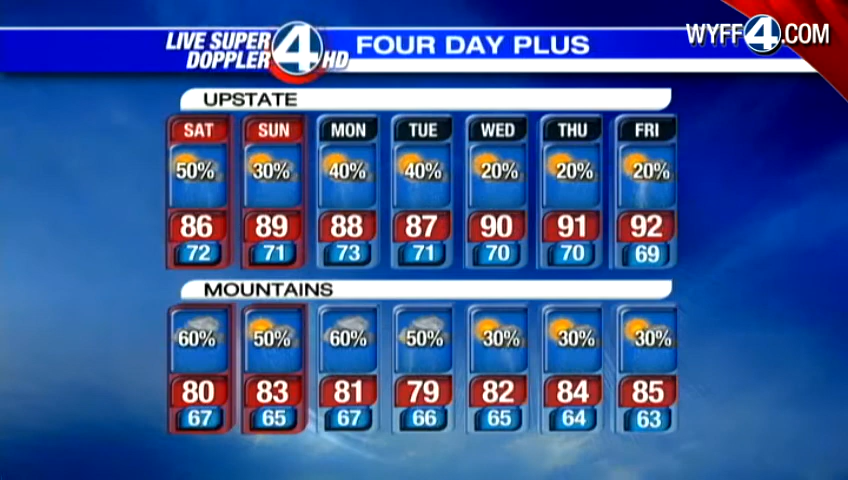 WYFF4.COM
LIVE SUPER DOPPLER 4 HD FOUR DAY PLUS
UPSTATE
SAT SUN MON TUE WED THU FRI
50% 30% 40% 40% 20% 20% 20%
86 89 88 87 90 91 92
72 71 73 71 70 70 69
MOUNTAINS
60% 50% 60% 50% 30% 30% 30%
80 83 81 79 82 84 85
67 65 67 66 65 64 63